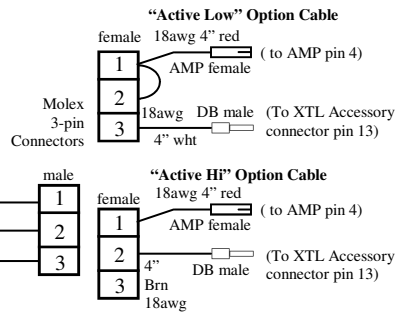 “Active Low” Option Cable
female 18awg 4” red
1 ( to AMP pin 4)
AMP female
2
Molex
3-pin
Connectors
18awg DB male (To XTL Accessory
3 connector pin 13)
4” wht
“Active Hi” Option Cable
male
female 18awg 4” red
1
1 ( to AMP pin 4)
AMP female
2
2 (To XTL Accessory
4” DB male connector pin 13)
3
3 Brn
18awg